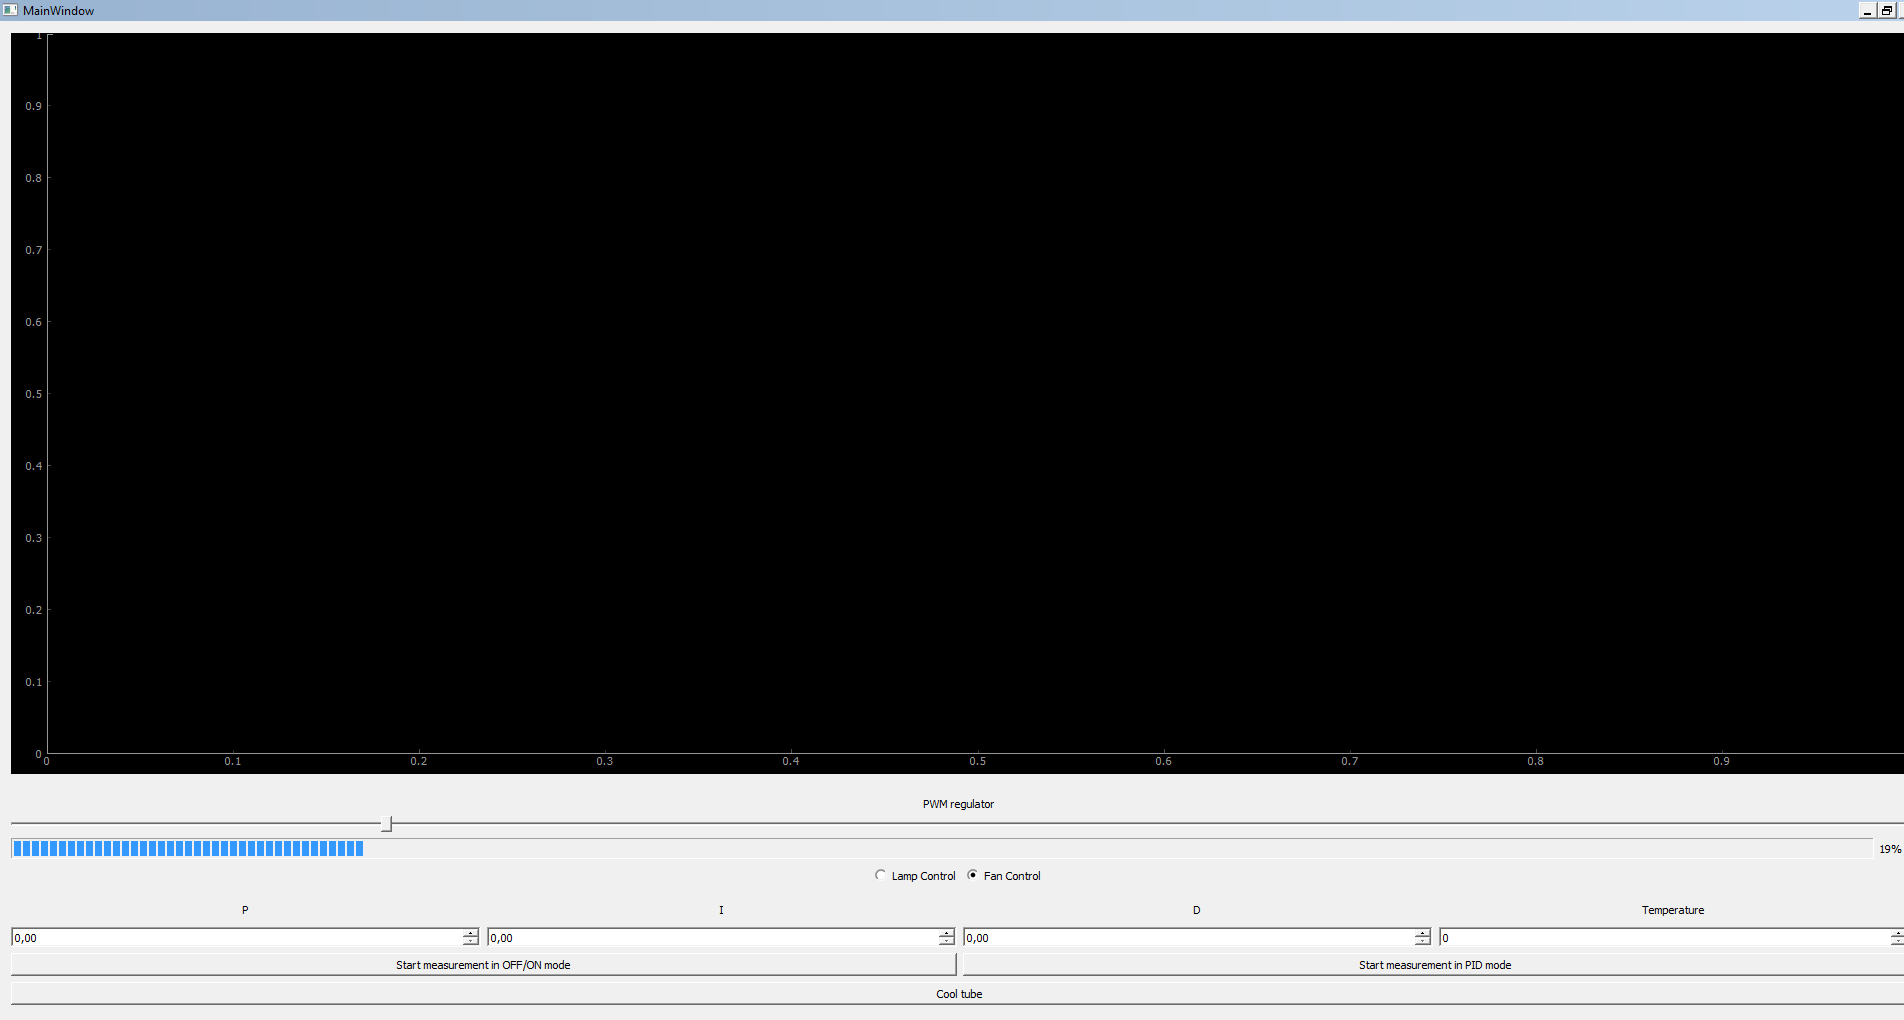 MainWindow
1
0.9
0.8
0.7
0.6
0.5
0.4
0.3
0.2
0.1
0
0 0.1 0.2 0.3 0.4 0.5 0.6 0.7 0.8 0.9
PWM regulator
19%
Lamp Control Fan Control
P I D Temperature
0,00 0,00 0,00 0
Start measurement in OFF/ON mode Start measurement in PID mode
Cool tube